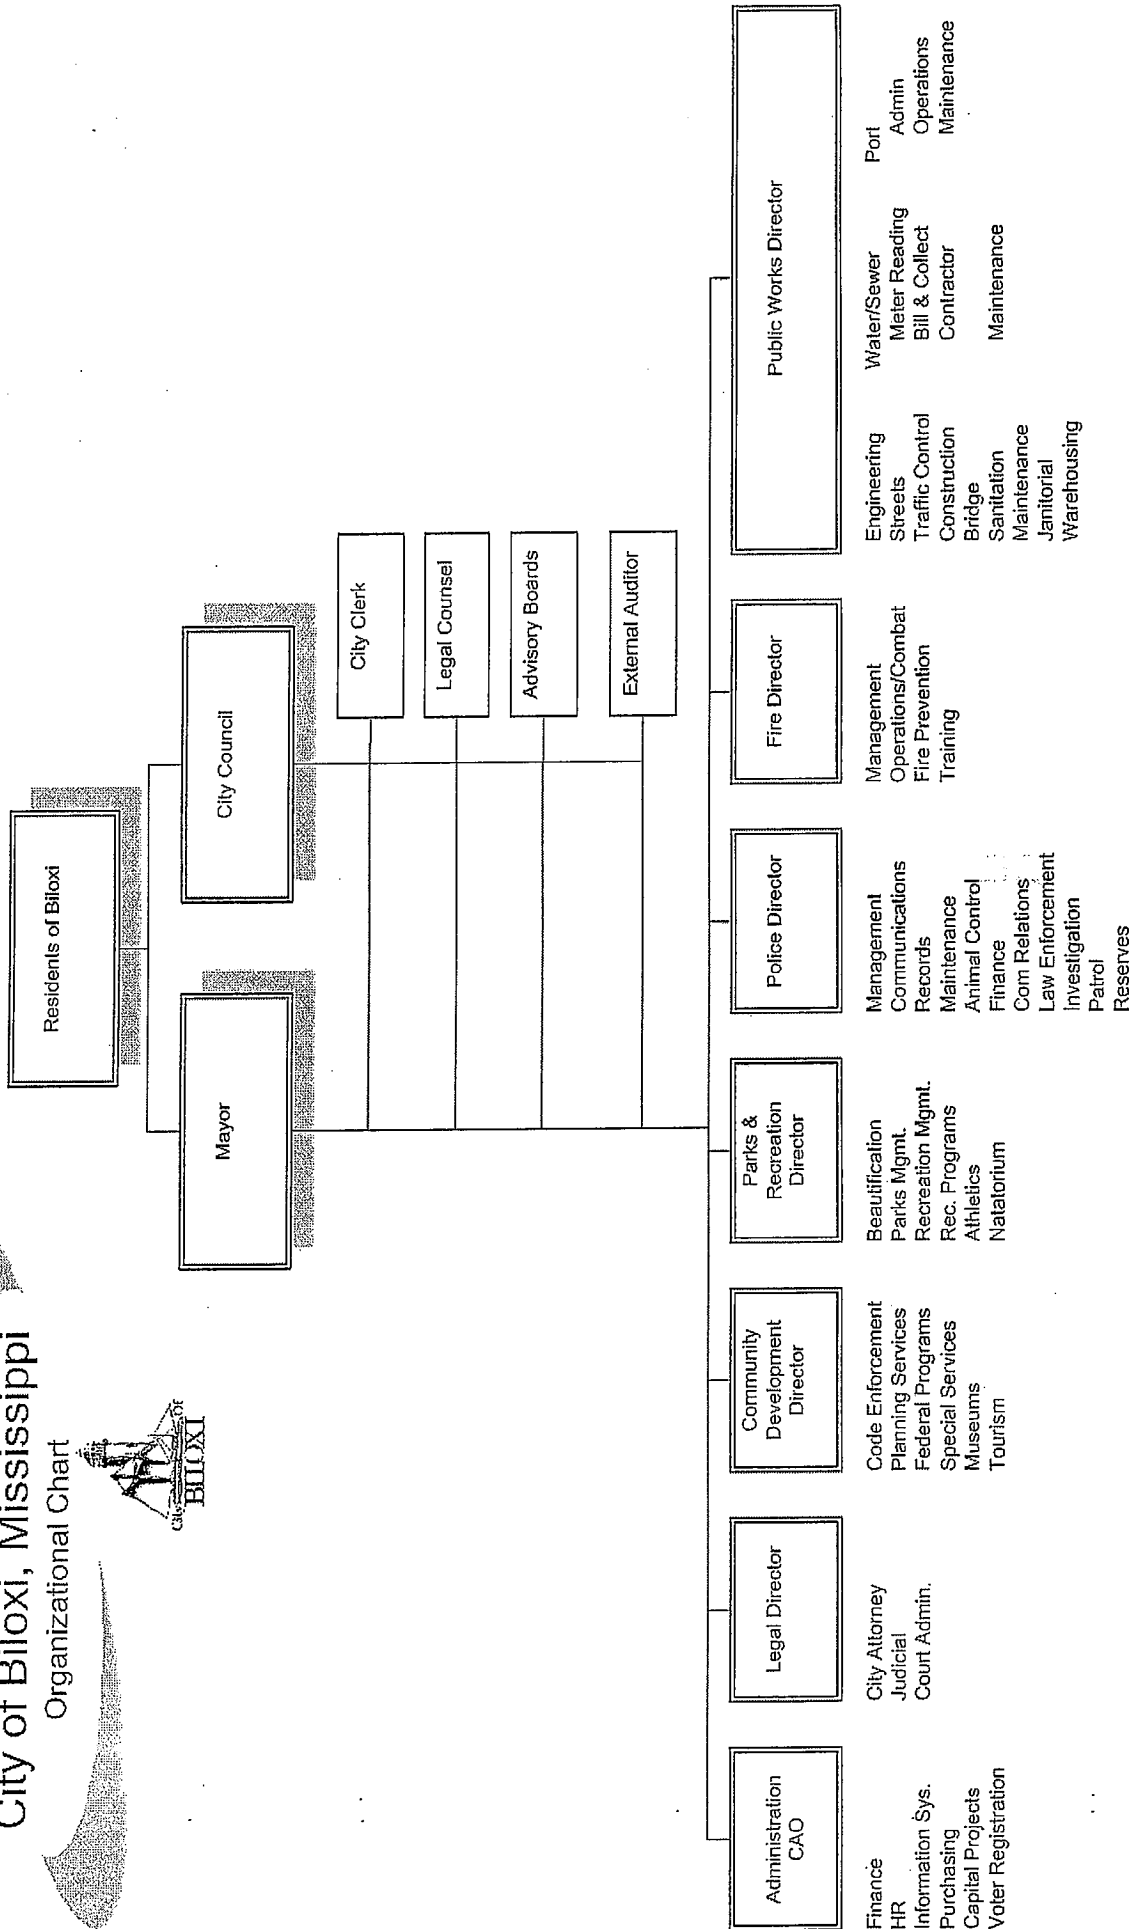 City of Biloxi, Mississippi
Organizational Chart
City OF
BILOXI
Residents of Biloxi
Mayor
City Council
City Clerk
Legal Counsel
Advisory Boards
External Auditor
Administration
CAO
Finance
HR
Information Sys.
Purchasing
Capital Projects
Voter Registration
Legal Director
City Attorney
Judicial
Court Admin.
Community
Development
Director
Code Enforcement
Planning Services
Federal Programs
Special Services
Museums
Tourism
Parks &
Recreation
Director
Beautification
Parks Mgmt.
Recreation Mgmt.
Rec. Programs
Athletics
Natatorium
Police Director
Management
Communications
Records
Maintenance
Animal Control
Finance
Com Relations
Law Enforcement
Investigation
Patrol
Reserves
Fire Director
Management
Operations/Combat
Fire Prevention
Training
Public Works Director
Engineering
Streets
Traffic Control
Construction
Bridge
Sanitation
Maintenance
Janitorial
Warehousing
Water/Sewer
Meter Reading
Bill & Collect
Contractor
Maintenance
Port
Admin
Operations
Maintenance